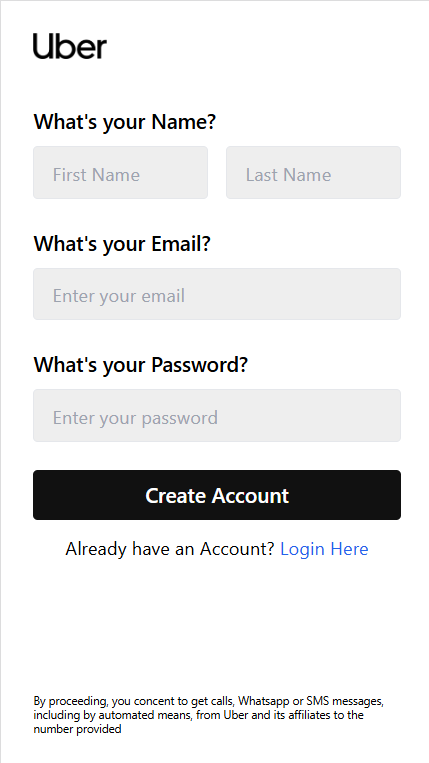 Uber
What's your Name?
First Name Last Name
What's your Email?
Enter your email
What's your Password?
Enter your password
Create Account
Already have an Account? Login Here
By proceeding, you consent to get calls, Whatsapp or SMS messages,
including by automated means, from Uber and its affiliates to the
number provided